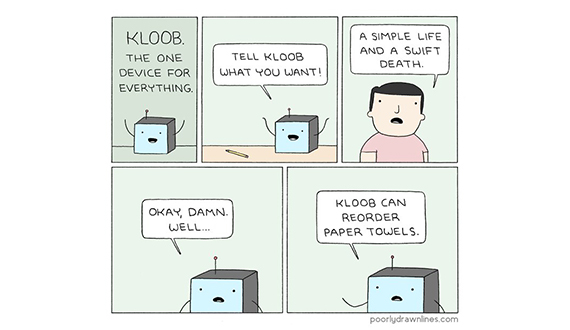 KLOOB.
THE ONE
DEVICE FOR
EVERYTHING.
TELL KLOOB
WHAT YOU WANT!
A SIMPLE LIFE
AND A SWIFT
DEATH.
OKAY, DAMN.
WELL...
KLOOB CAN
REORDER
PAPER TOWELS.
poorlydrawnlines.com